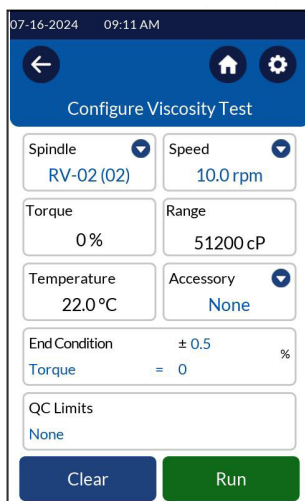 07-16-2024 09:11 AM
Configure Viscosity Test
Spindle Speed
RV-02 (02) 10.0 rpm
Torque Range
0 % 51200 cP
Temperature Accessory
22.0 °C None
End Condition ± 0.5 %
Torque = 0
QC Limits
None
Clear Run